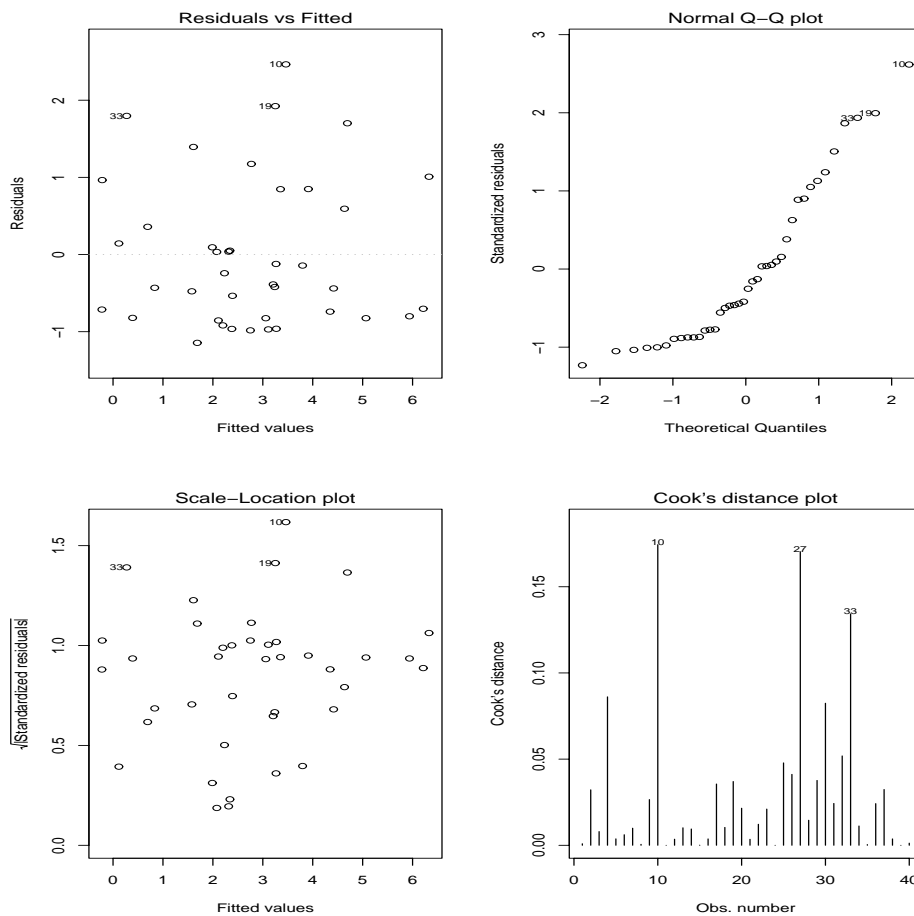 Residuals vs Fitted
Residuals
2
1
0
−1
10
19
33
0 1 2 3 4 5 6
Fitted values
Normal Q−Q plot
Standardized residuals
3
2
1
0
−1
10
33
19
−2 −1 0 1 2
Theoretical Quantiles
Scale−Location plot
√|Standardized residuals|
1.5
1.0
0.5
0.0
10
19
33
0 1 2 3 4 5 6
Fitted values
Cook's distance plot
Cook's distance
0.15
0.10
0.05
0.00
10
27
33
0 10 20 30 40
Obs. number